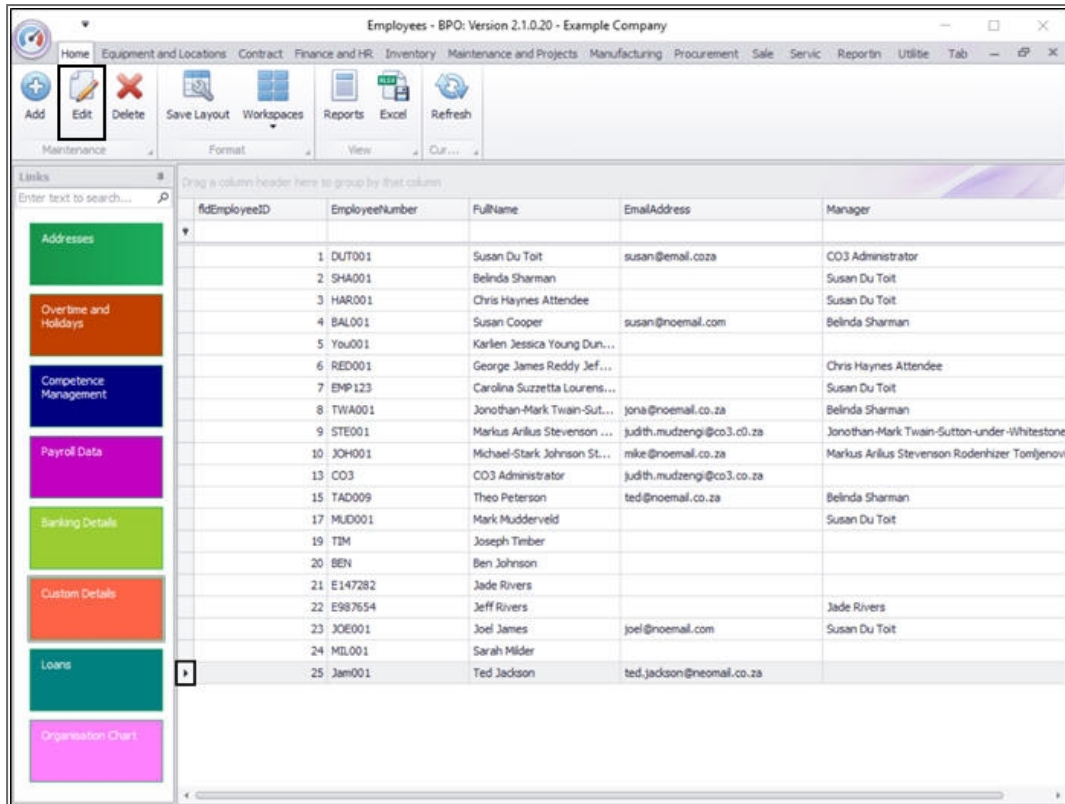 Employees - BPO: Version 2.1.0.20 - Example Company
Home Equipment and Locations Contract Finance and HR Inventory Maintenance and Projects Manufacturing Procurement Sale Servic Reportin Utilitie Tab
Add Edit Delete Save Layout Workspaces Reports Excel Refresh
Maintenance Format View Cur...
Links
Enter text to search...
Addresses
Overtime and
Holidays
Competence
Management
Payroll Data
Banking Details
Custom Details
Loans
Organisation Chart
Drag a column header here to group by that column
fldEmployeeID EmployeeNumber FullName EmailAddress Manager
1 DUT001 Susan Du Toit susan@email.coza CO3 Administrator
2 SHA001 Belinda Sharman Susan Du Toit
3 HAR001 Chris Haynes Attendee Susan Du Toit
4 BAL001 Susan Cooper susan@noemail.com Belinda Sharman
5 You001 Karlien Jessica Young Dun...
6 RED001 George James Reddy Jef... Chris Haynes Attendee
7 EMP123 Carolina Suzzetta Lourens... Susan Du Toit
8 TWA001 Jonothan-Mark Twain-Sut... jona@noemail.co.za Belinda Sharman
9 STE001 Markus Arilius Stevenson ... judith.mudzengi@co3.c0.za Jonothan-Mark Twain-Sutton-under-Whitestone
10 JOH001 Michael-Stark Johnson St... mike@noemail.co.za Markus Arilius Stevenson Rodenhizer Tomljenovi
13 CO3 CO3 Administrator judith.mudzengi@co3.co.za
15 TAD009 Theo Peterson ted@noemail.co.za Belinda Sharman
17 MUD001 Mark Mudderveld Susan Du Toit
19 TIM Joseph Timber
20 BEN Ben Johnson
21 E147282 Jade Rivers
22 E987654 Jeff Rivers Jade Rivers
23 JOE001 Joel James joel@noemail.com Susan Du Toit
24 MIL001 Sarah Milder
25 Jam001 Ted Jackson ted.jackson@neomail.co.za